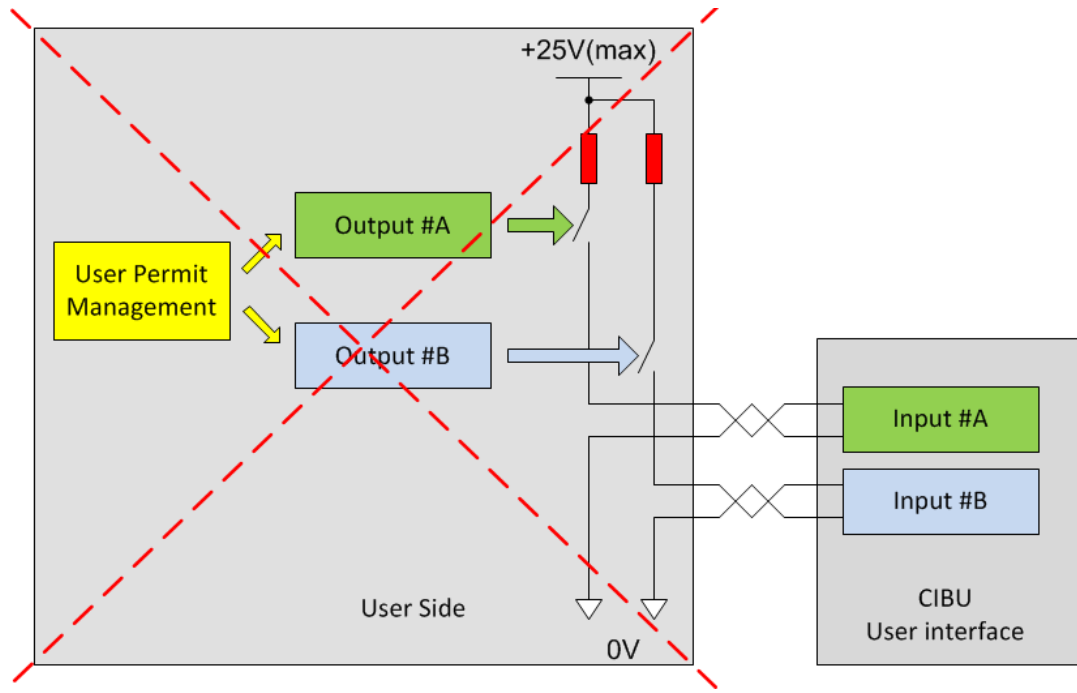 +25V(max)
Output #A
User Permit
Management
Output #B
Input #A
Input #B
User Side
0V
CIBU
User interface